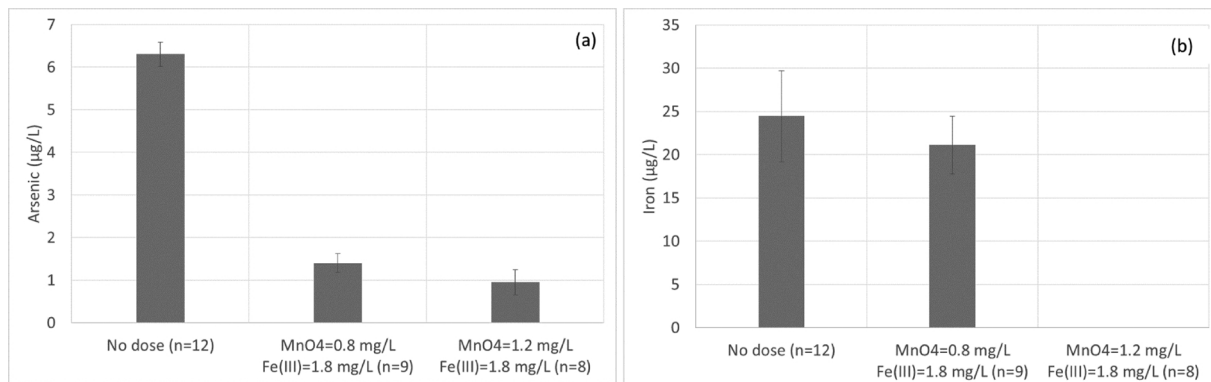 (a)
Arsenic (µg/L)
7
6
5
4
3
2
1
0
No dose (n=12)
MnO4=0.8 mg/L
Fe(III)=1.8 mg/L (n=9)
MnO4=1.2 mg/L
Fe(III)=1.8 mg/L (n=8)
(b)
Iron (µg/L)
35
30
25
20
15
10
5
0
No dose (n=12)
MnO4=0.8 mg/L
Fe(III)=1.8 mg/L (n=9)
MnO4=1.2 mg/L
Fe(III)=1.8 mg/L (n=8)